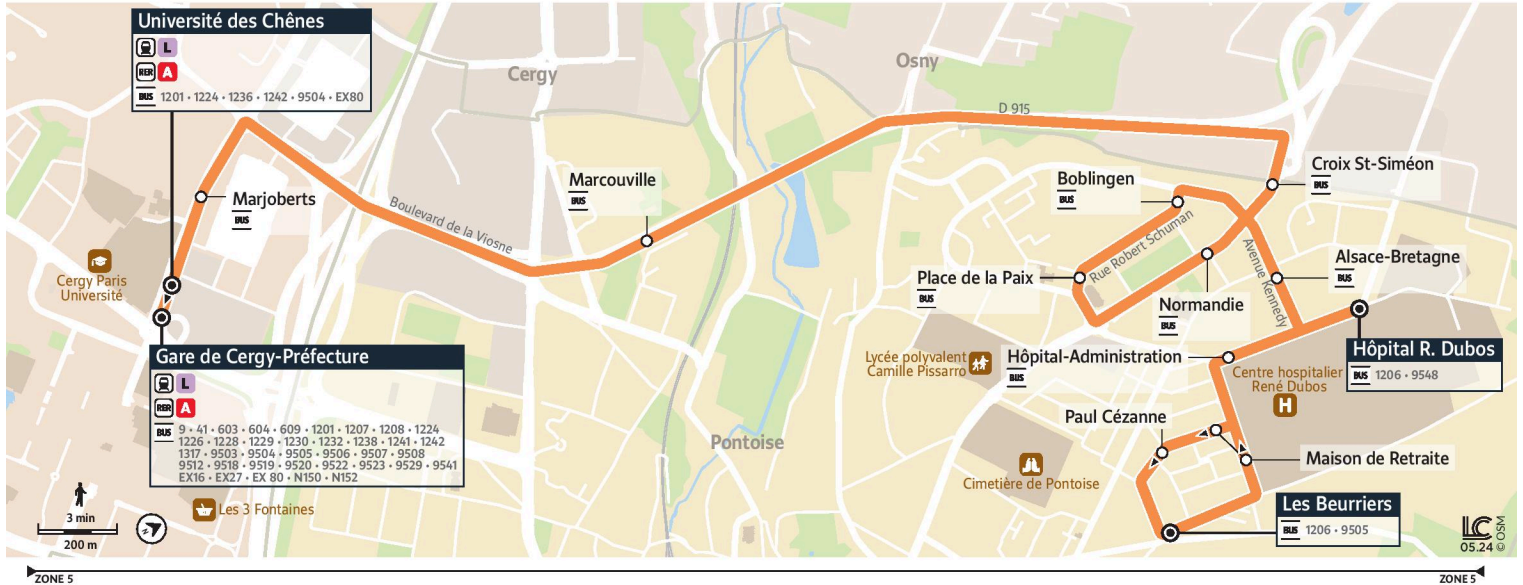 Université des Chênes
L
RER A
BUS 1201 • 1224 • 1236 • 1242 • 9504 • EX80
Cergy
Osny
D 915
Marjoberts
BUS
Boulevard de la Viosne
Marcouville
BUS
Boblingen
BUS
Croix St-Siméon
BUS
Rue Robert Schuman
Avenue Kennedy
Alsace-Bretagne
BUS
Cergy Paris
Université
Place de la Paix
BUS
Normandie
BUS
Gare de Cergy-Préfecture
L
RER A
BUS 9 • 41 • 603 • 604 • 609 • 1201 • 1207 • 1208 • 1224
1226 • 1228 • 1229 • 1230 • 1232 • 1238 • 1241 • 1242
1317 • 9503 • 9504 • 9505 • 9506 • 9507 • 9508
9512 • 9518 • 9519 • 9520 • 9522 • 9523 • 9529 • 9541
EX16 • EX27 • EX 80 • N150 • N152
Lycée polyvalent
Camille Pissarro
Hôpital-Administration
BUS
Hôpital R. Dubos
BUS 1206 • 9548
Centre hospitalier
René Dubos
H
Pontoise
Paul Cézanne
Maison de Retraite
Cimetière de Pontoise
Les Beurriers
BUS 1206 • 9505
Les 3 Fontaines
3 min
200 m
LC
05.24 © OSM
ZONE 5
ZONE 5